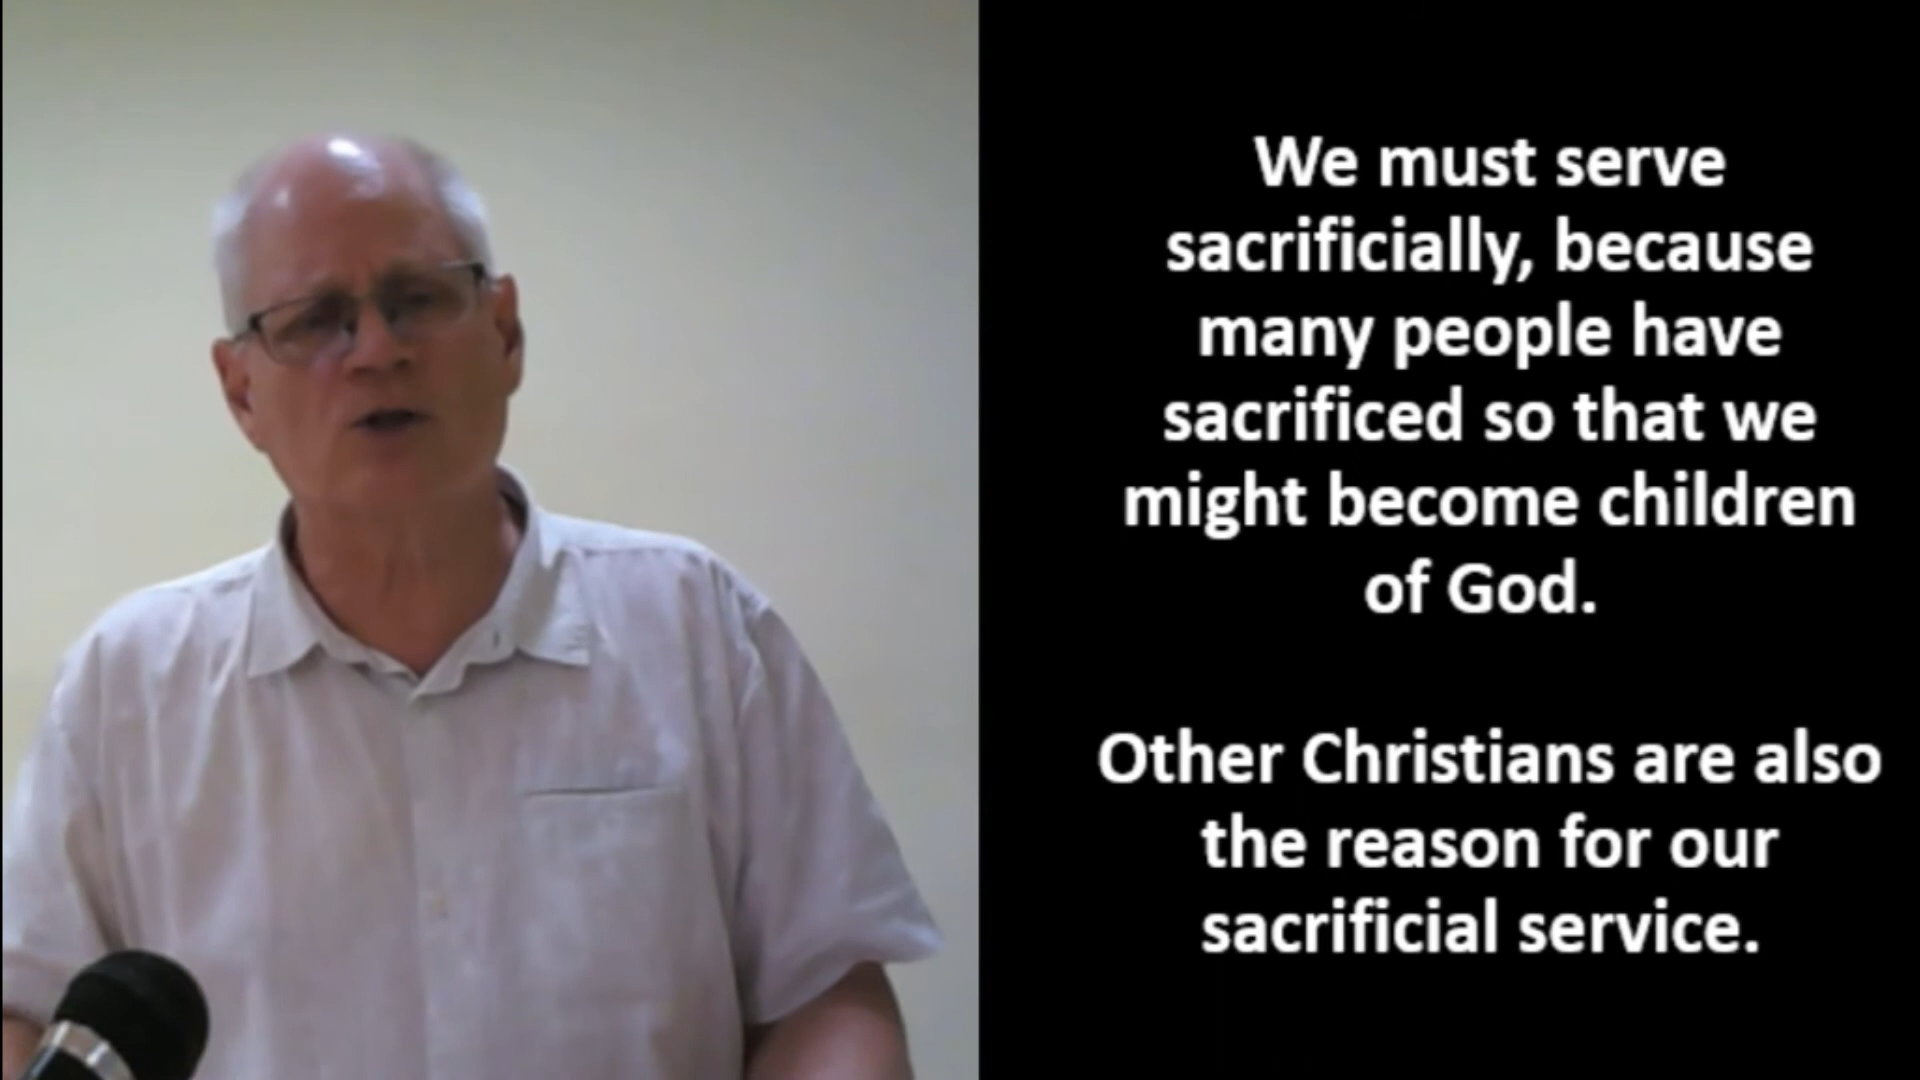 We must serve
sacrificially, because
many people have
sacrificed so that we
might become children
of God.
Other Christians are also
the reason for our
sacrificial service.